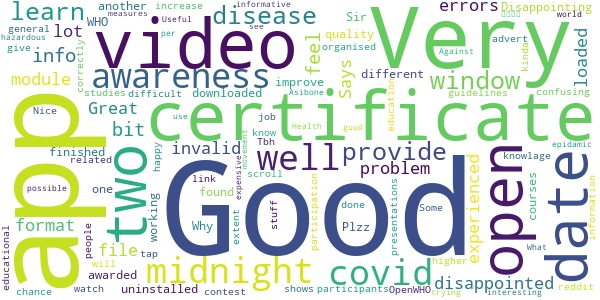 WHO another measures Useful informative world Against
learn general hazardous increase per see Sir advert errors Disappointing
info lot give video disease feel quality organised Very kinda
app module awareness Says different window loaded
studies difficult downloaded improve guidelines confusing
Great bit certificate education
finished invalid Tbh job know Health guud Asibone
Nice two related use well provide epidemic
possible one happy link expensive movement problem knowlage
format working found scroll participation experienced open courses date
people file Why extent Good stuff done Some presentations What information
educational will tap midnight Plzz covid higher disappointed
chance watch awarded uninstalled contest shows participants OpenWHO trying interesting reddit
correctly